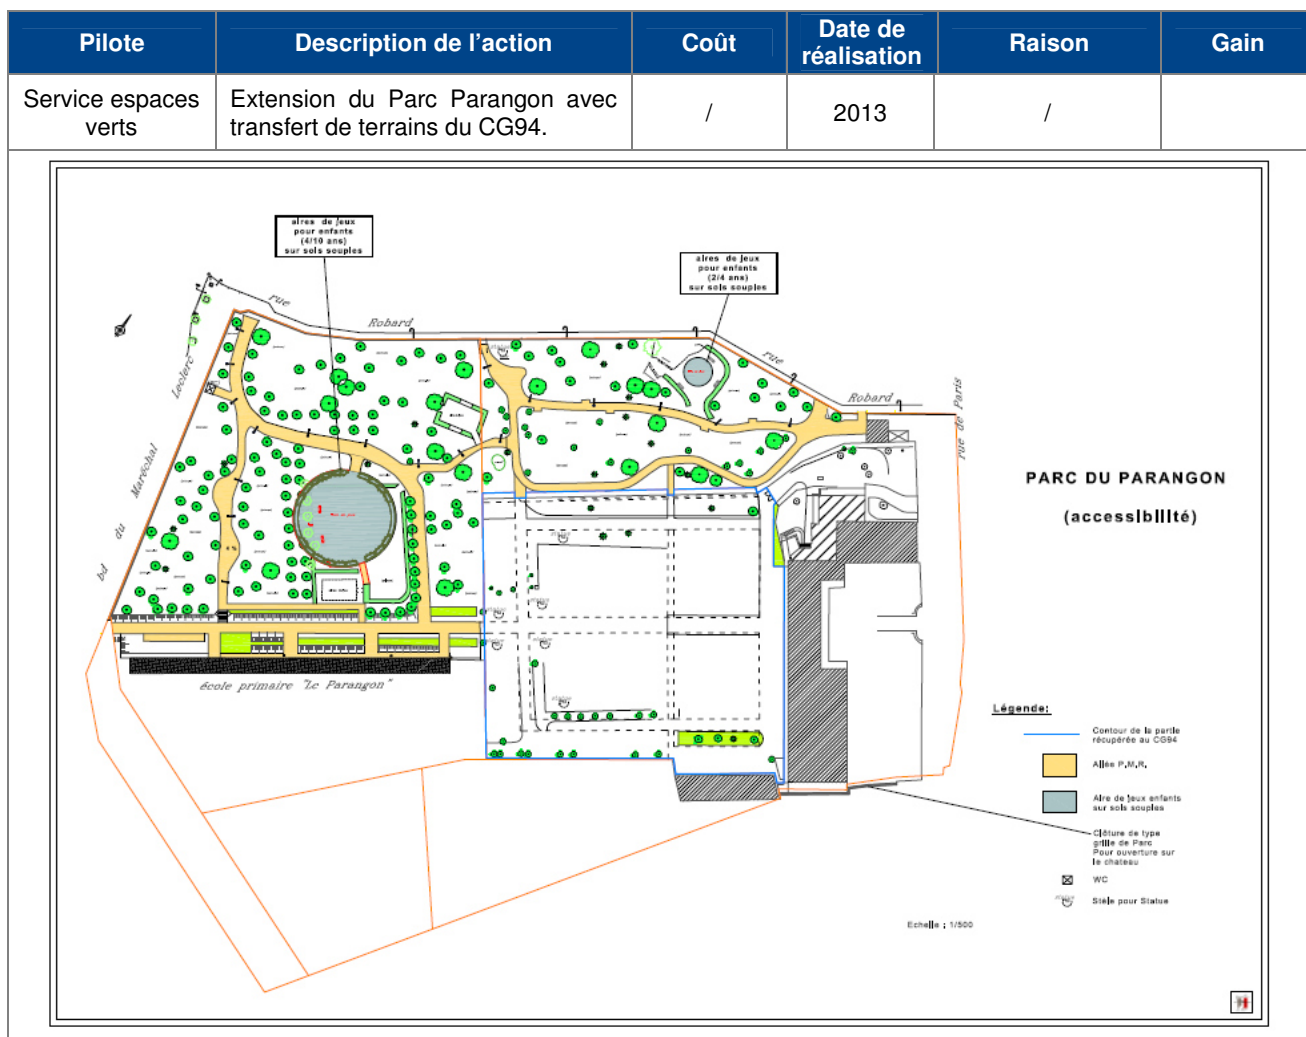 Pilote
Description de l'action
Coût
Date de
réalisation
Raison
Gain
Service espaces
verts
Extension du Parc Parangon avec
transfert de terrains du CG94.
/
2013
/
aires de jeux
pour enfants
(4/10 ans)
sur sols souples
aires de jeux
pour enfants
(2/4 ans)
sur sols souples
rue
Robard
rue
Robard
rue de Paris
Leclerc
Maréchal
du
bd
PARC DU PARANGON
(accessibilité)
école primaire "Le Parangon"
Légende:
Contour de la partie
récupérée au CG94
Allée P.M.R.
Aire de jeux enfants
sur sols souples
Clôture de type
grille de Parc
Pour ouverture sur
le chateau
WC
Stèle pour Statue
Echelle : 1/500